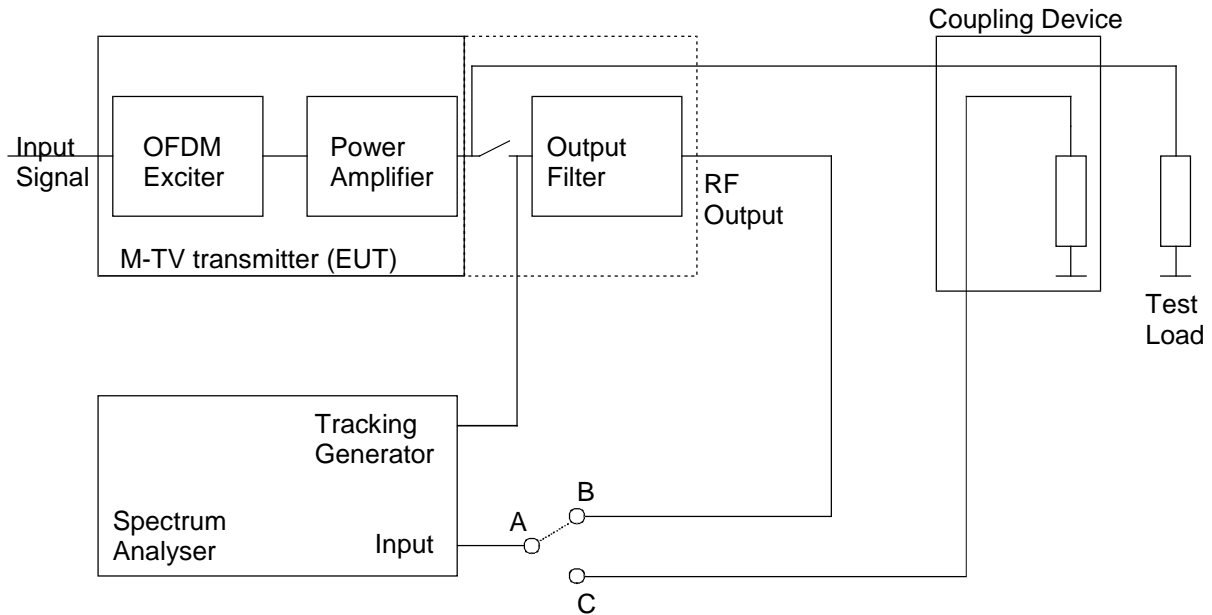 Coupling Device
Input
Signal
OFDM
Exciter
Power
Amplifier
Output
Filter
RF
Output
M-TV transmitter (EUT)
Test
Load
Tracking
Generator
Spectrum
Analyser
Input
A
B
C